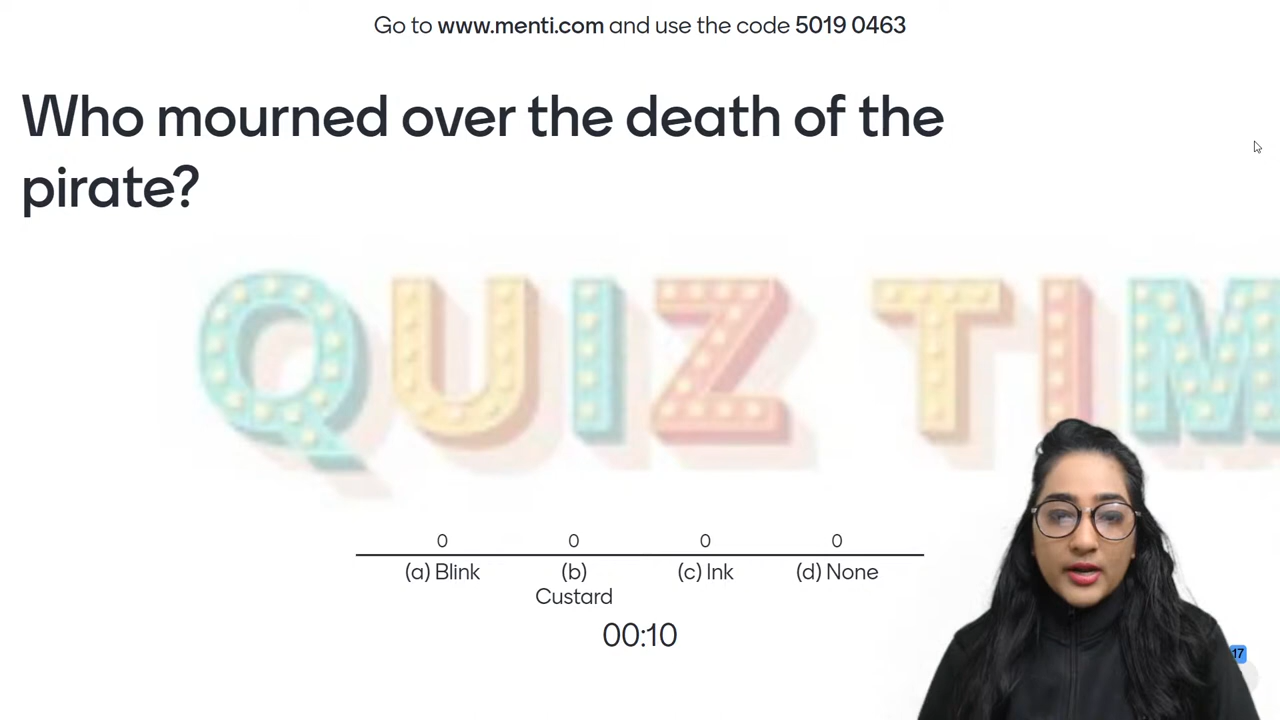 Go to www.menti.com and use the code 5019 0463
Who mourned over the death of the
pirate?
QUIZ TIM
0 0 0 0
(a) Blink (b) (c) Ink (d) None
Custard
00:10
17